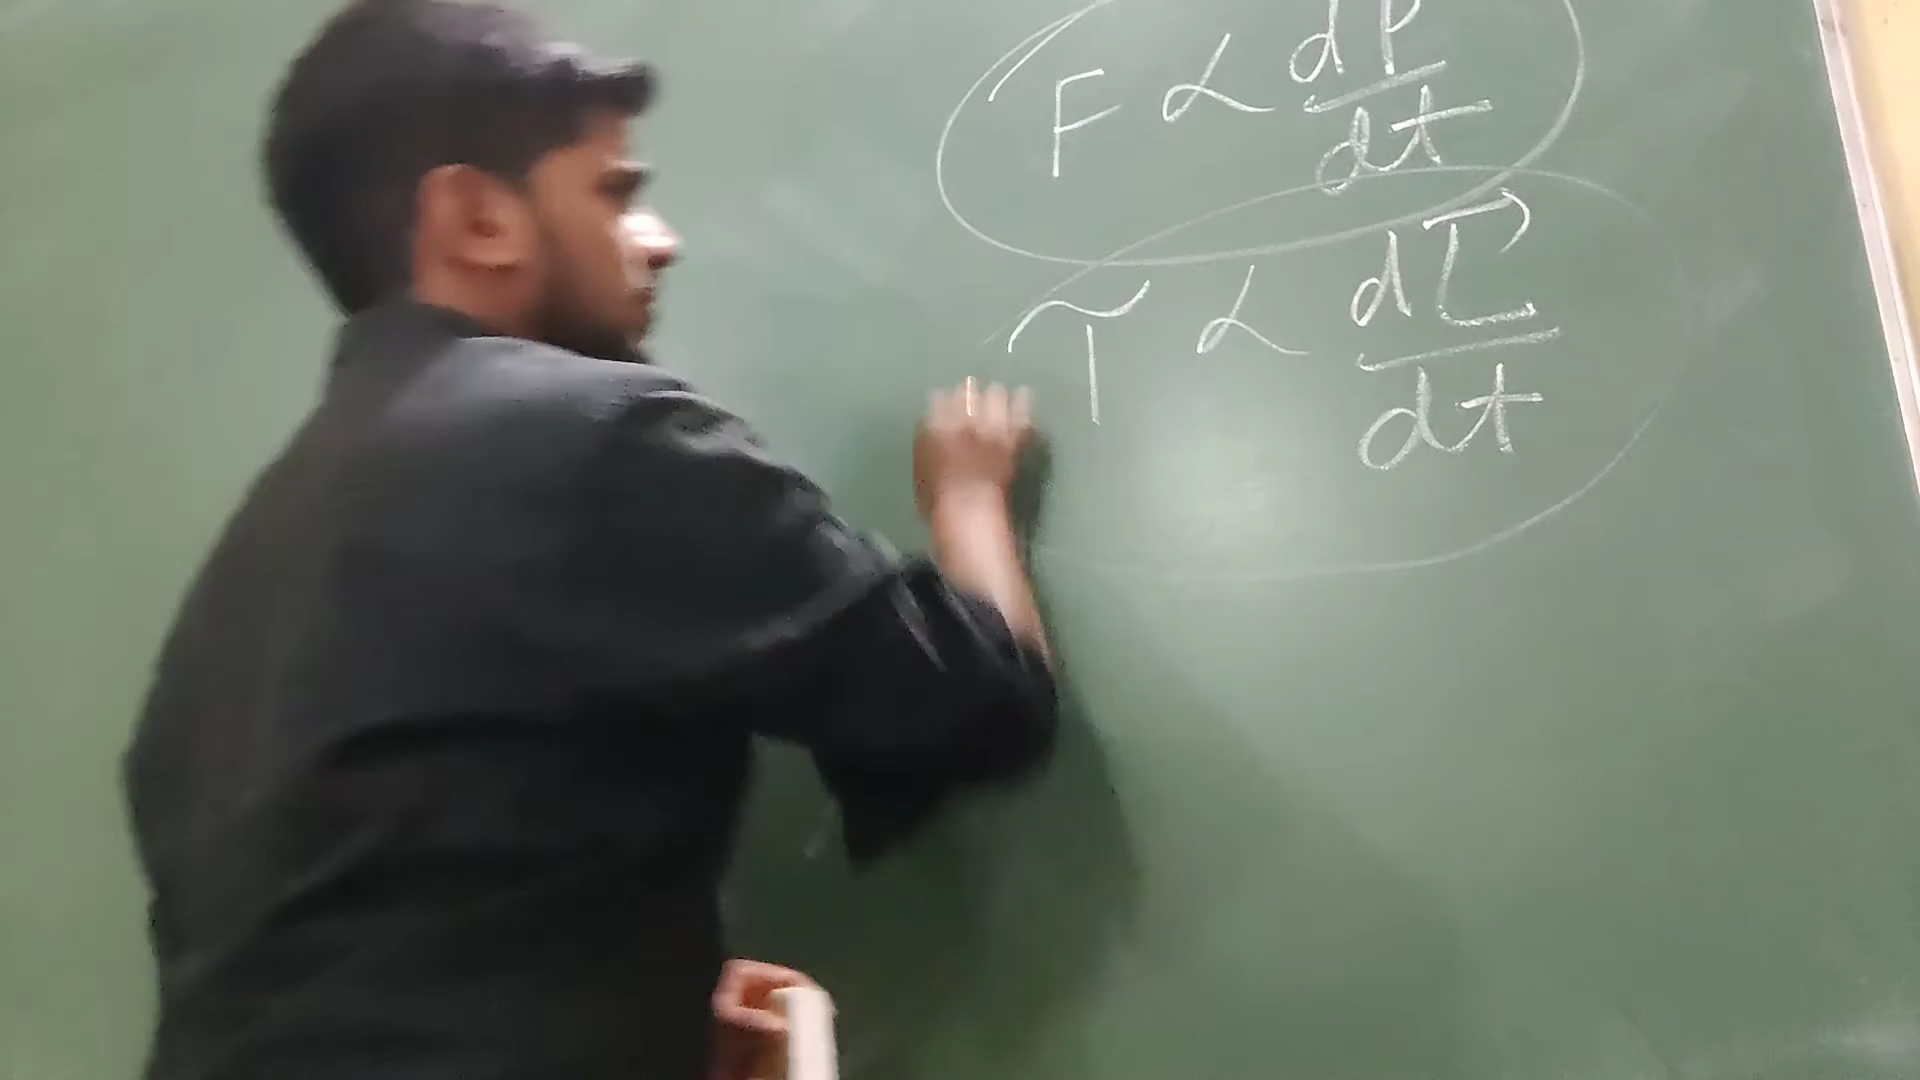 F ∝ dp/dt
τ ∝ dL⃗/dt